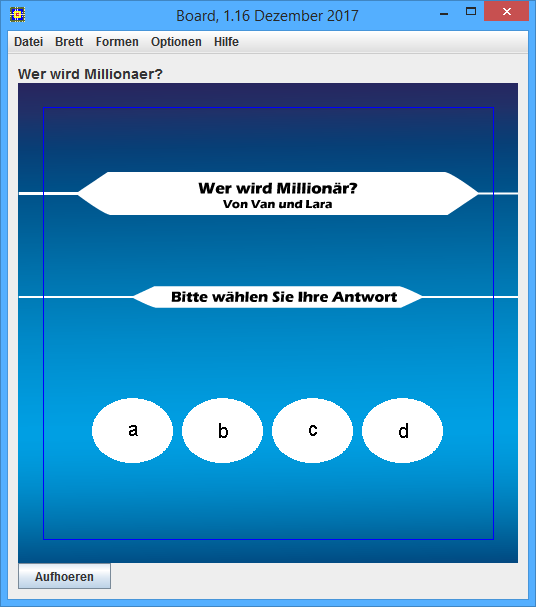 Board, 1.16 Dezember 2017
Datei Brett Formen Optionen Hilfe
Wer wird Millionaer?
Wer wird Millionär?
Von Van und Lara
Bitte wählen Sie Ihre Antwort
a b c d
Aufhoeren